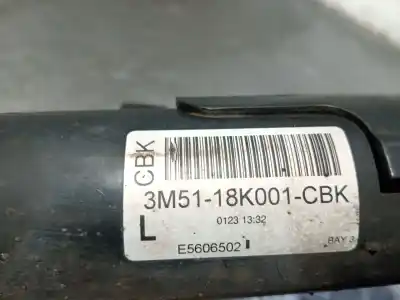 CBK
3M51-18K001-CBK
0123 13:32
L
E5606502
BAY 3